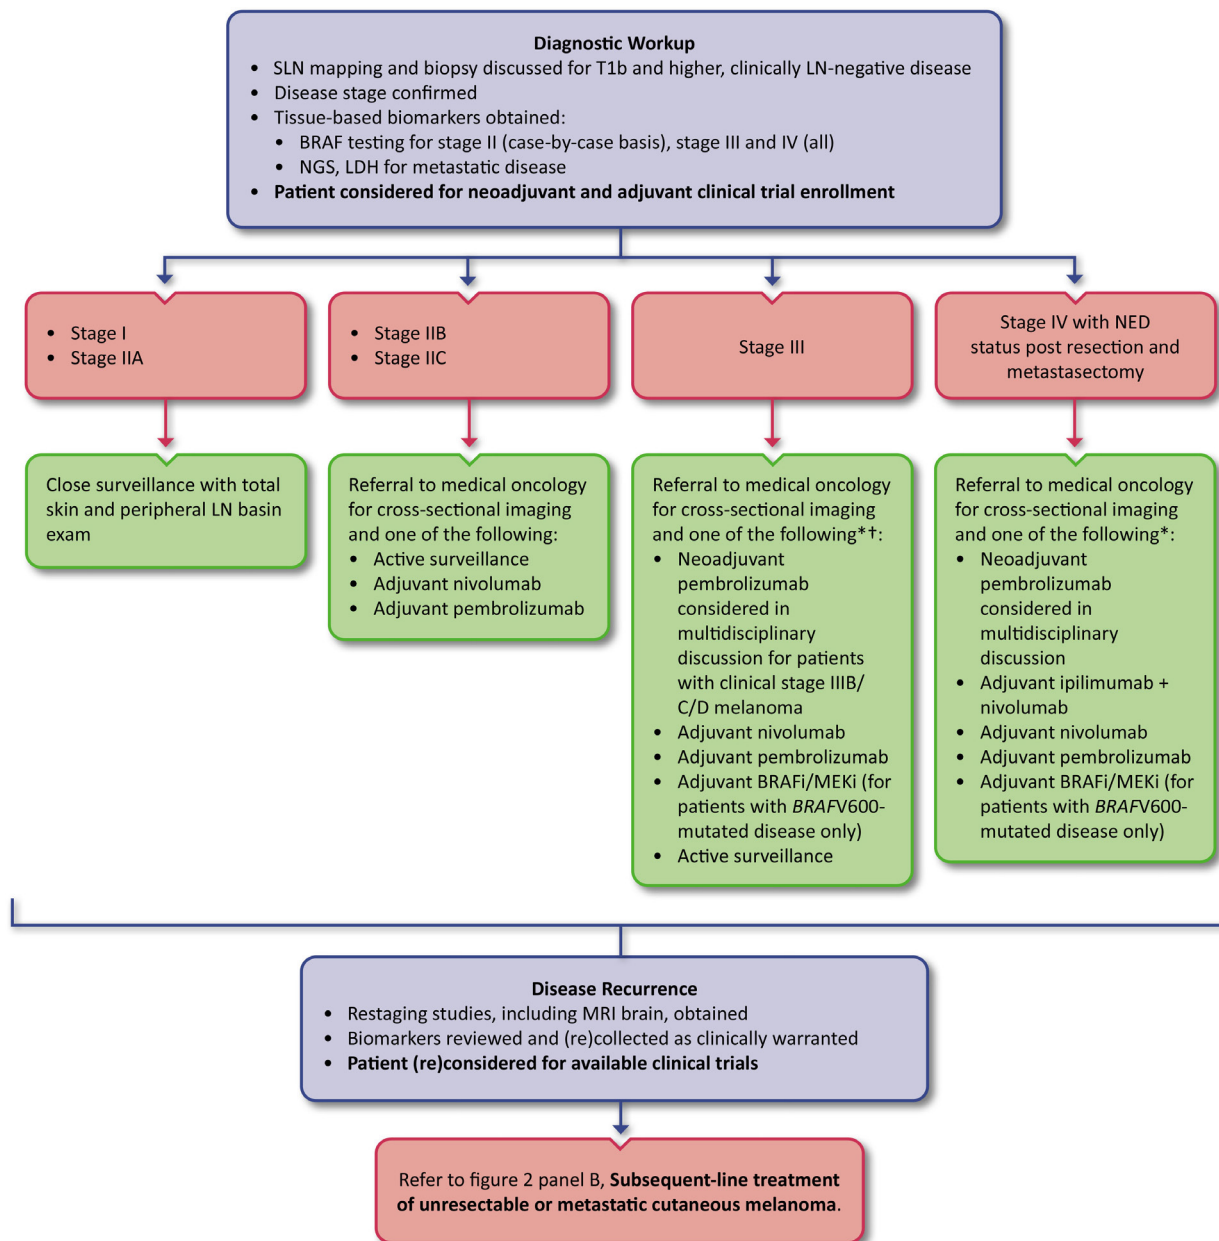 Diagnostic Workup
• SLN mapping and biopsy discussed for T1b and higher, clinically LN-negative disease
• Disease stage confirmed
• Tissue-based biomarkers obtained:
• BRAF testing for stage II (case-by-case basis), stage III and IV (all)
• NGS, LDH for metastatic disease
• Patient considered for neoadjuvant and adjuvant clinical trial enrollment
• Stage I
• Stage IIA
• Stage IIB
• Stage IIC
Stage III
Stage IV with NED
status post resection and
metastasectomy
Close surveillance with total
skin and peripheral LN basin
exam
Referral to medical oncology
for cross-sectional imaging
and one of the following:
• Active surveillance
• Adjuvant nivolumab
• Adjuvant pembrolizumab
Referral to medical oncology
for cross-sectional imaging
and one of the following*†:
• Neoadjuvant
pembrolizumab
considered in
multidisciplinary
discussion for patients
with clinical stage IIIB/
C/D melanoma
• Adjuvant nivolumab
• Adjuvant pembrolizumab
• Adjuvant BRAFi/MEKi (for
patients with BRAFV600-
mutated disease only)
• Active surveillance
Referral to medical oncology
for cross-sectional imaging
and one of the following*:
• Neoadjuvant
pembrolizumab
considered in
multidisciplinary
discussion
• Adjuvant ipilimumab +
nivolumab
• Adjuvant nivolumab
• Adjuvant pembrolizumab
• Adjuvant BRAFi/MEKi (for
patients with BRAFV600-
mutated disease only)
Disease Recurrence
• Restaging studies, including MRI brain, obtained
• Biomarkers reviewed and (re)collected as clinically warranted
• Patient (re)considered for available clinical trials
Refer to figure 2 panel B, Subsequent-line treatment
of unresectable or metastatic cutaneous melanoma.